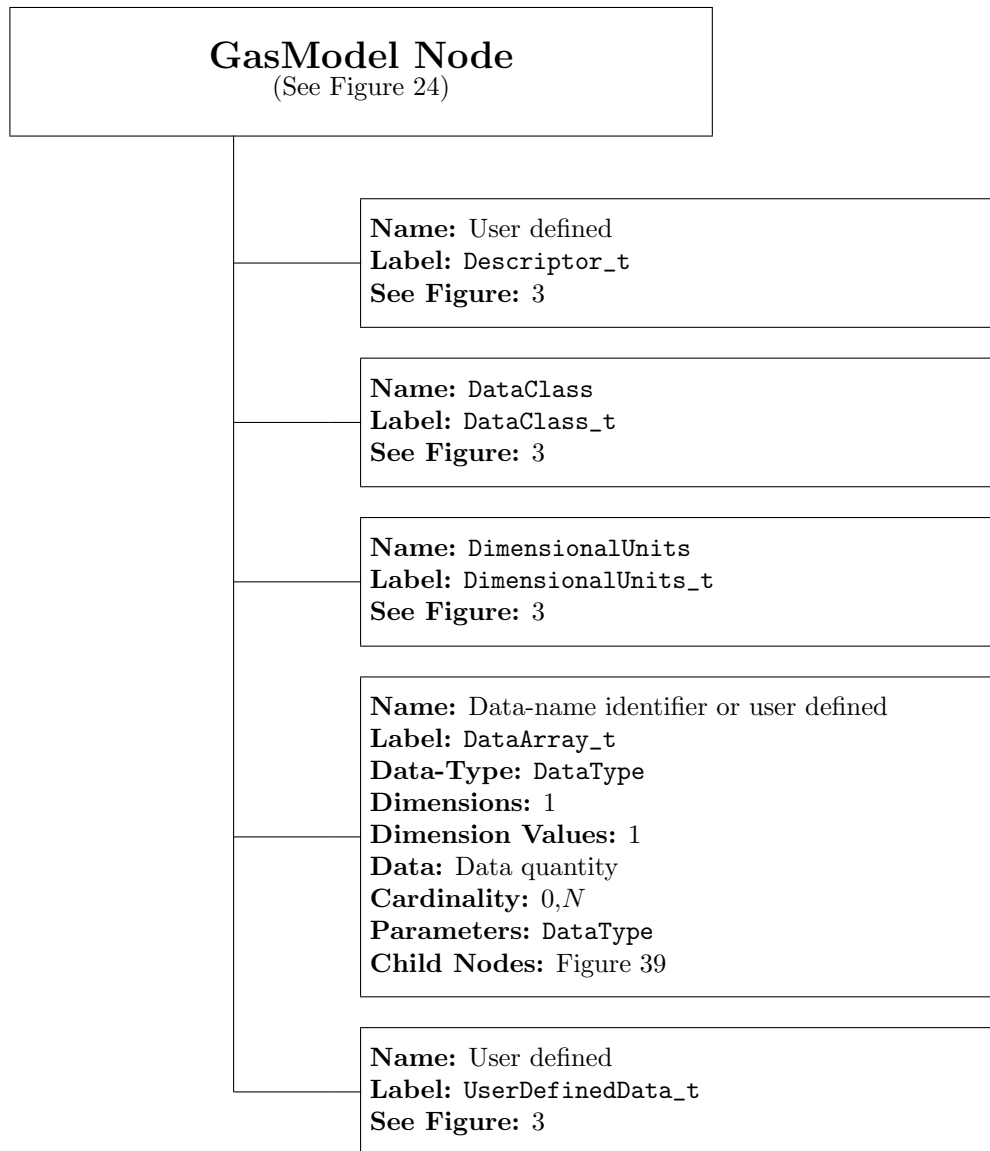 GasModel Node
(See Figure 24)
Name: User defined
Label: Descriptor_t
See Figure: 3
Name: DataClass
Label: DataClass_t
See Figure: 3
Name: DimensionalUnits
Label: DimensionalUnits_t
See Figure: 3
Name: Data-name identifier or user defined
Label: DataArray_t
Data-Type: DataType
Dimensions: 1
Dimension Values: 1
Data: Data quantity
Cardinality: 0,N
Parameters: DataType
Child Nodes: Figure 39
Name: User defined
Label: UserDefinedData_t
See Figure: 3